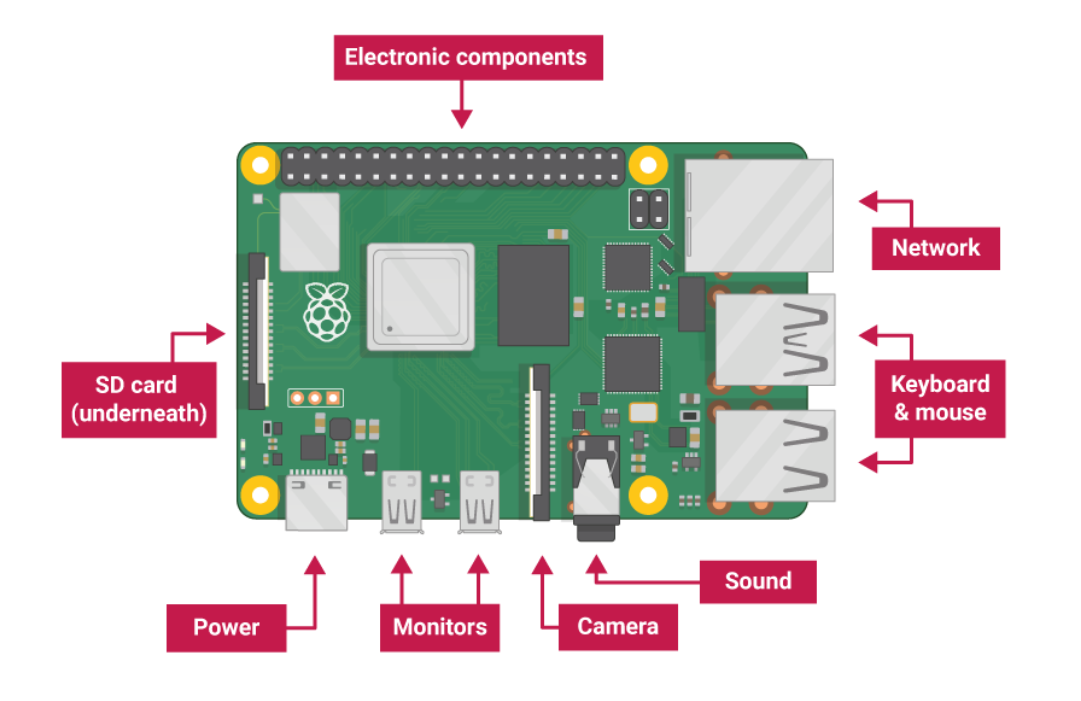 Electronic components
Network
SD card
(underneath)
Keyboard
& mouse
Sound
Power
Monitors
Camera